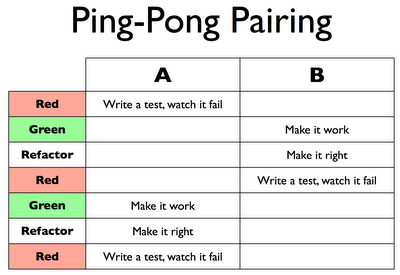 Ping-Pong Pairing
A B
Red Write a test, watch it fail
Green Make it work
Refactor Make it right
Red Write a test, watch it fail
Green Make it work
Refactor Make it right
Red Write a test, watch it fail